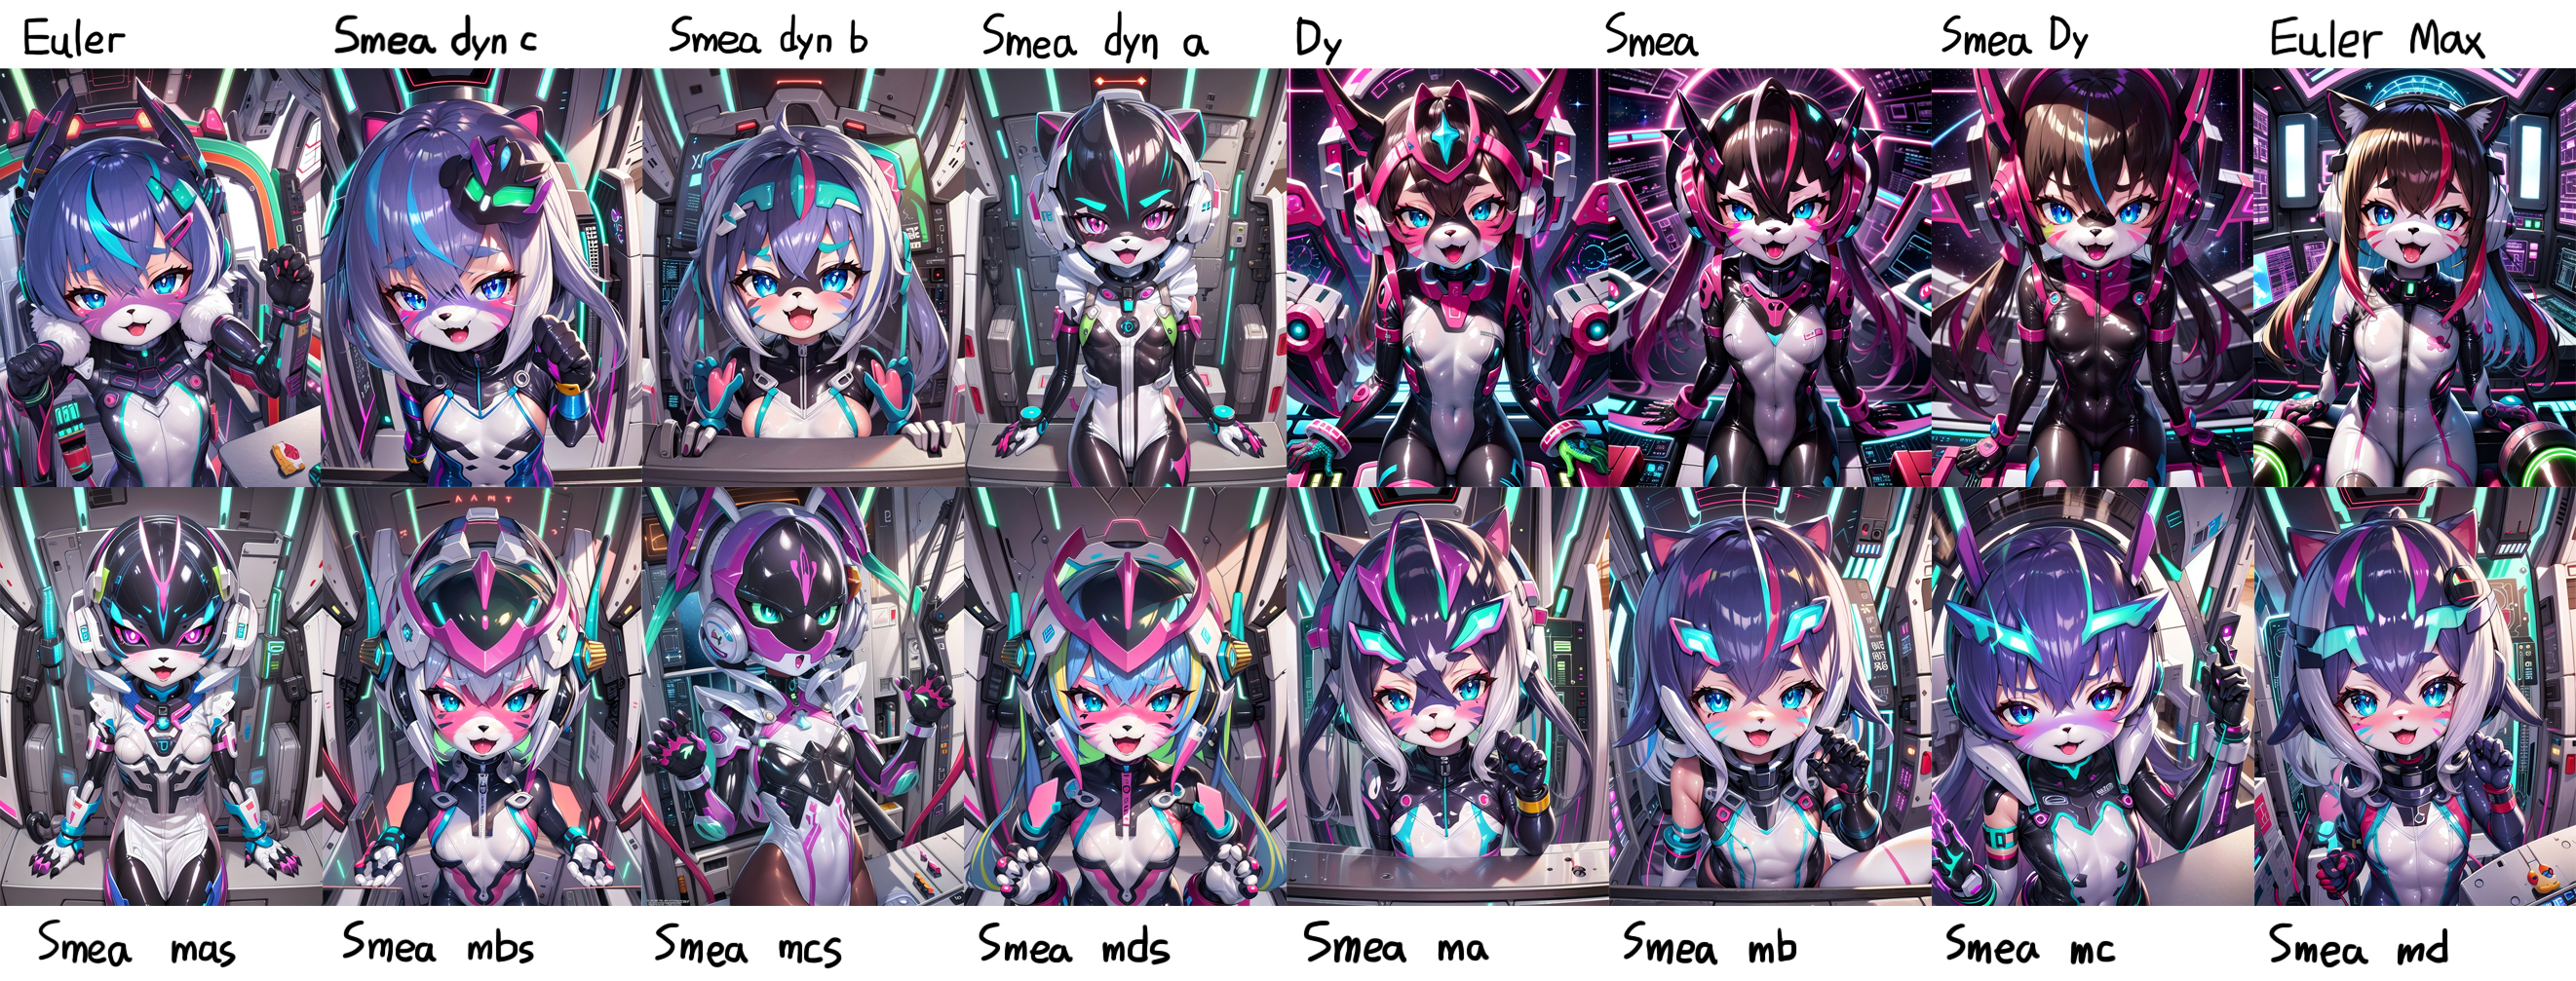 Euler
Smea dyn c
Smea dyn b
Smea dyn a
Dy
Smea
Smea Dy
Euler Max
Smea mas
Smea mbs
Smea mcs
Smea mds
Smea ma
Smea mb
Smea mc
Smea md